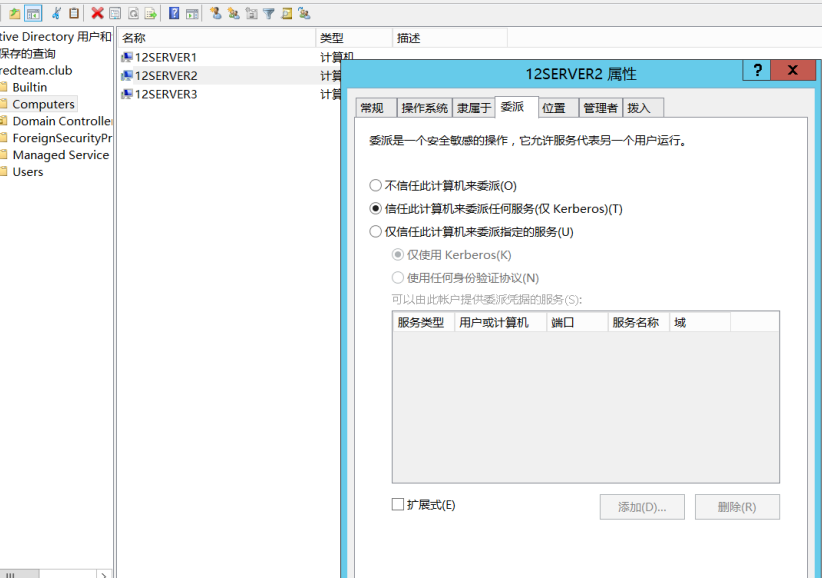 tive Directory 用户和
保存的查询
redteam.club
Builtin
Computers
Domain Controlle
ForeignSecurityPr
Managed Service
Users
名称 类型 描述
12SERVER1 计算机
12SERVER2 计算
12SERVER3 计算
12SERVER2 属性
? x
常规 操作系统 隶属于 委派 位置 管理者 拨入
委派是一个安全敏感的操作，它允许服务代表另一个用户运行。
不信任此计算机来委派(O)
信任此计算机来委派任何服务(仅 Kerberos)(T)
仅信任此计算机来委派指定的服务(U)
仅使用 Kerberos(K)
使用任何身份验证协议(N)
可以由此帐户提供委派凭据的服务(S):
服务类型 用户或计算机 端口 服务名称 域
扩展式(E)
添加(D)... 删除(R)